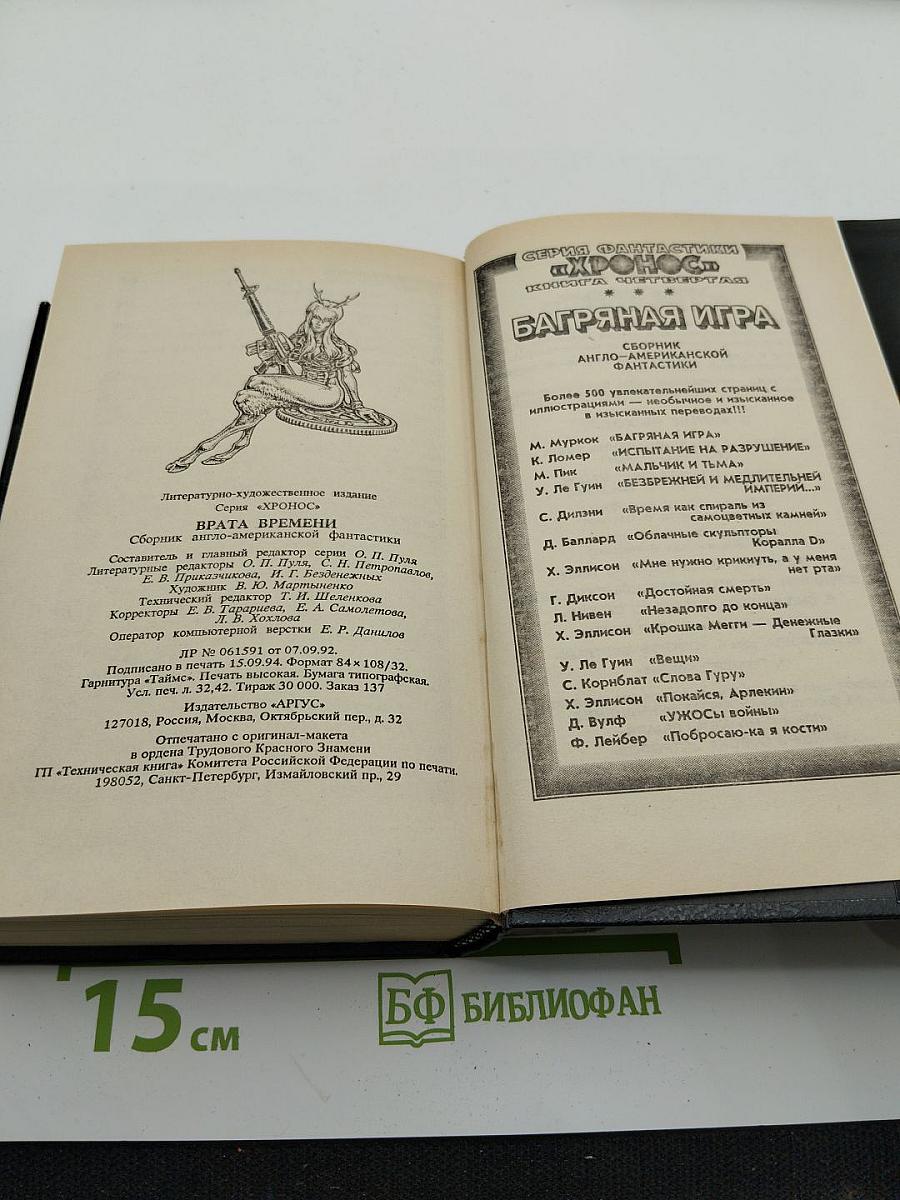 Литературно-художественное издание
Серия «ХРОНОС»
ВРАТА ВРЕМЕНИ
Сборник англо-американской фантастики
Составитель и главный редактор серии О. П. Пуля
Литературные редакторы О. П. Пуля, С. Н. Петропавлов,
Е. В. Приказчикова, И. Г. Безденежных
Художник В. Ю. Мартыненко
Технический редактор Т. И. Шеленкова
Корректоры Е. В. Тарариева, Е. А. Самолетова,
Л. В. Хохлова
Оператор компьютерной верстки Е. Р. Данилов
ЛР № 061591 от 07.09.92.
Подписано в печать 15.09.94. Формат 84×108/32.
Гарнитура «Таймс». Печать высокая. Бумага типографская.
Усл. печ. л. 32,42. Тираж 30 000. Заказ 137
Издательство «АРГУС»
127018, Россия, Москва, Октябрьский пер., д. 32
Отпечатано с оригинал-макета
в ордена Трудового Красного Знамени
ГП «Техническая книга» Комитета Российской Федерации по печати.
198052, Санкт-Петербург, Измайловский пр., 29
СЕРИЯ ФАНТАСТИКИ
«ХРОНОС»
КНИГА ЧЕТВЕРТАЯ
* * *
БАГРЯНАЯ ИГРА
СБОРНИК
АНГЛО—АМЕРИКАНСКОЙ
ФАНТАСТИКИ
Более 500 увлекательнейших страниц с
иллюстрациями — необычное и изысканное
в изысканных переводах!!!
М. Муркок «БАГРЯНАЯ ИГРА»
К. Ломер «ИСПЫТАНИЕ НА РАЗРУШЕНИЕ»
М. Пик «МАЛЬЧИК И ТЬМА»
У. Ле Гуин «БЕЗБРЕЖНЕЙ И МЕДЛИТЕЛЬНЕЙ
ИМПЕРИИ...»
С. Дилэни «Время как спираль из
самоцветных камней»
Д. Баллард «Облачные скульпторы
Коралла D»
Х. Эллисон «Мне нужно крикнуть, а у меня
нет рта»
Г. Диксон «Достойная смерть»
Л. Нивен «Незадолго до конца»
Х. Эллисон «Крошка Мегги — Денежные
Глазки»
У. Ле Гуин «Вещи»
С. Корнблат «Слова Гуру»
Х. Эллисон «Покайся, Арлекин»
Д. Вулф «УЖОСы войны»
Ф. Лейбер «Побросаю-ка я кости»
15 см
БФ БИБЛИОФАН